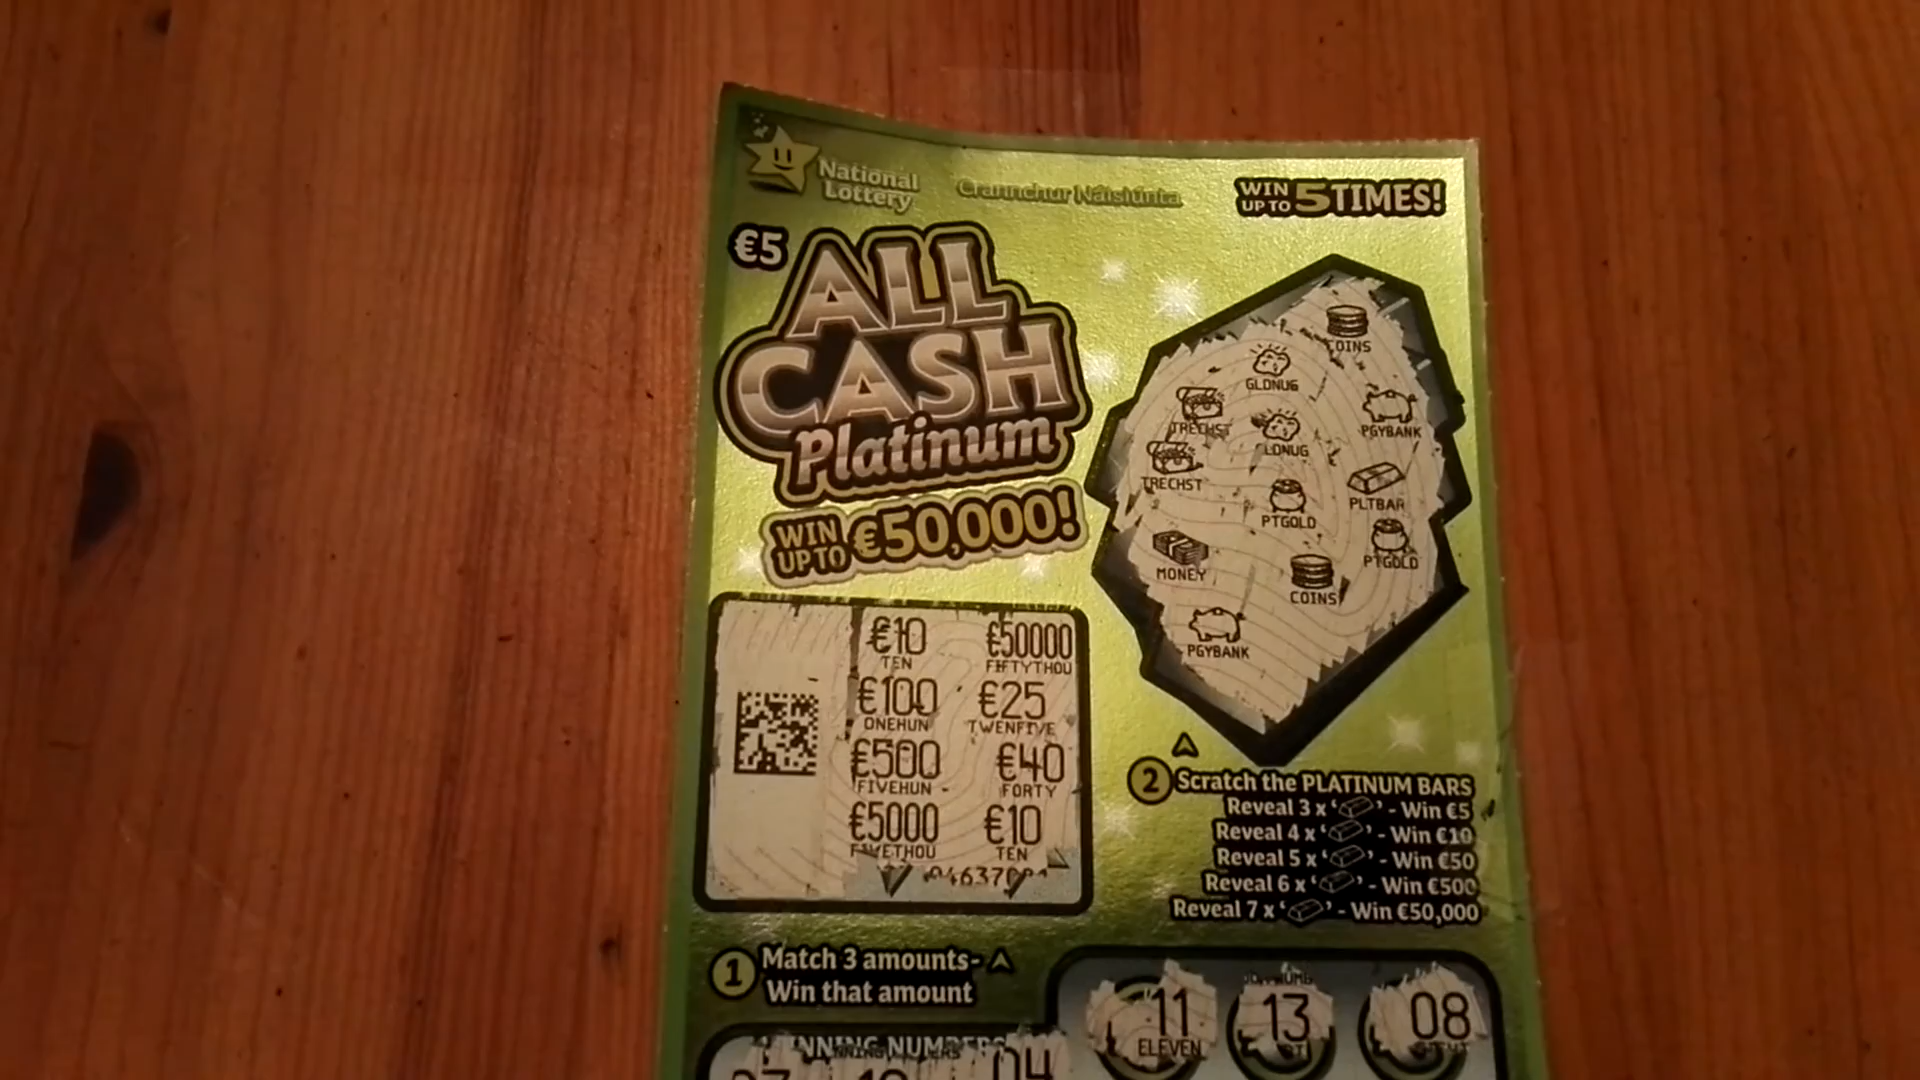 National
Lottery
Crannchur Náisiúnta
WIN
UP TO 5 TIMES!
€5
ALL
CASH
Platinum
WIN
UP TO €50,000!
COINS
GLDNUG
TRECHST
PGYBANK
GLDNUG
TRECHST
PLTBAR
PTGOLD
PTGOLD
MONEY
COINS
PGYBANK
€10 €50000
TEN FIFTYTHOU
€100 €25
ONEHUN TWENFIVE
€500 €40
FIVEHUN FORTY
€5000 €10
FIVETHOU TEN
2 Scratch the PLATINUM BARS
Reveal 3 x ' ' - Win €5
Reveal 4 x ' ' - Win €10
Reveal 5 x ' ' - Win €50
Reveal 6 x ' ' - Win €500
Reveal 7 x ' ' - Win €50,000
1 Match 3 amounts-
Win that amount
11 13 08
ELEVEN
WINNING NUMBERS
04